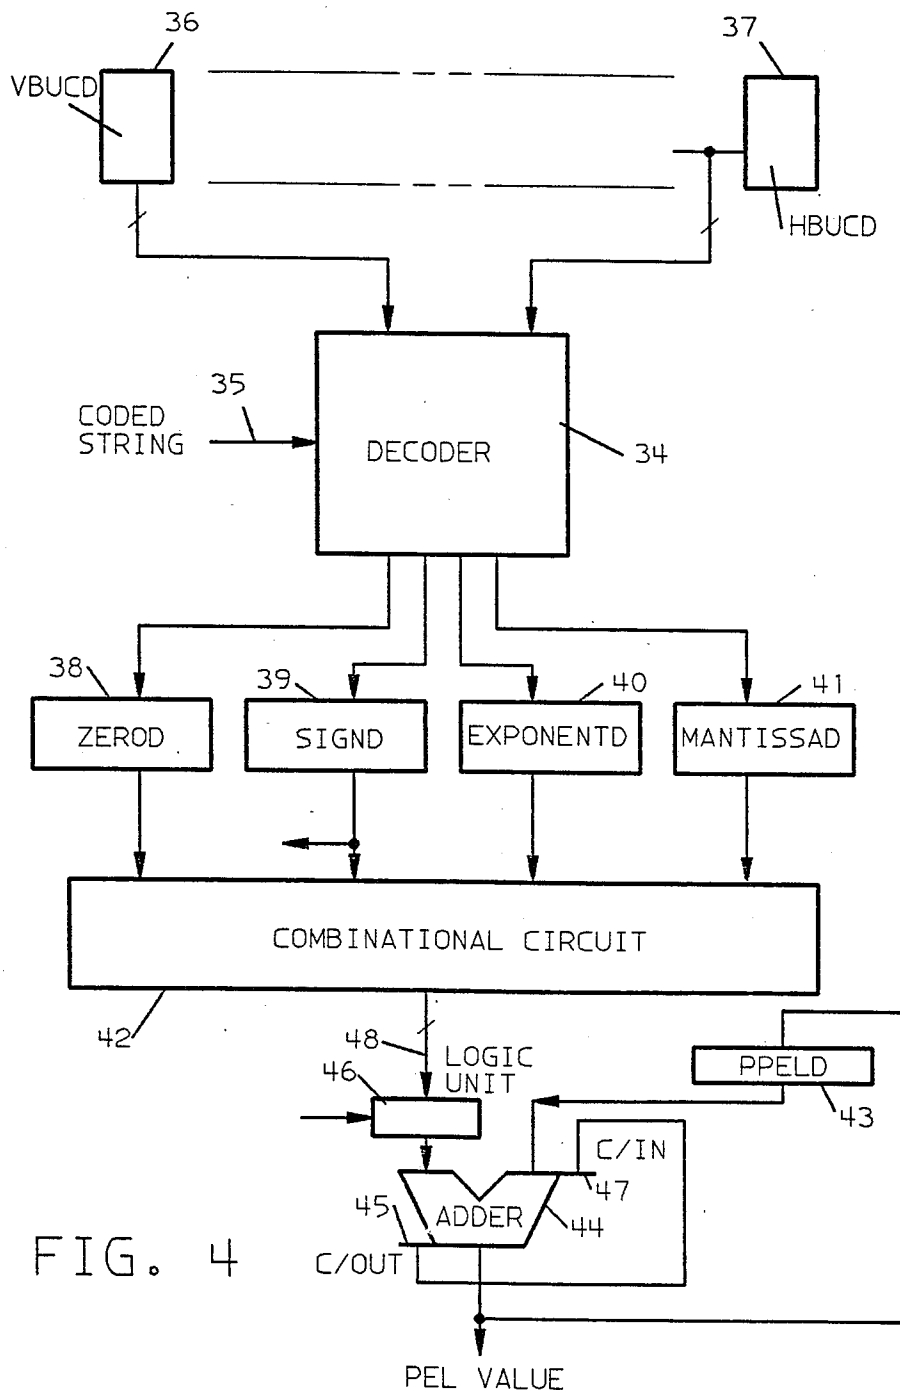 36
37
VBUCD
HBUCD
35
CODED
STRING
DECODER
34
38
39
40
41
ZEROD
SIGND
EXPONENTD
MANTISSAD
COMBINATIONAL CIRCUIT
42
48
LOGIC
UNIT
46
PPELD
43
C/IN
47
45
ADDER
44
C/OUT
FIG. 4
PEL VALUE